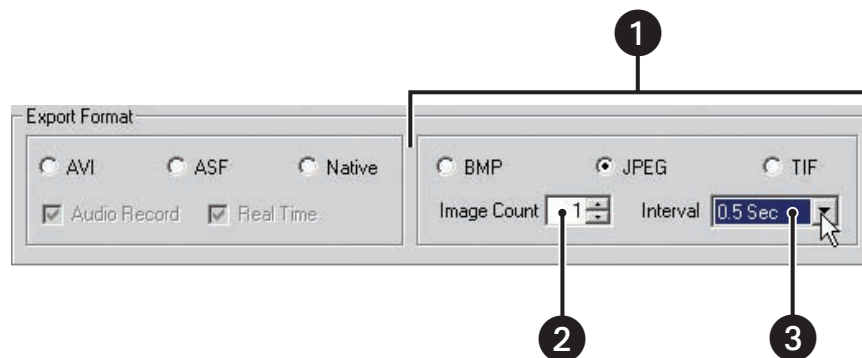 1
Export Format
AVI ASF Native BMP JPEG TIF
Audio Record Real Time Image Count 1 Interval 0.5 Sec
2 3